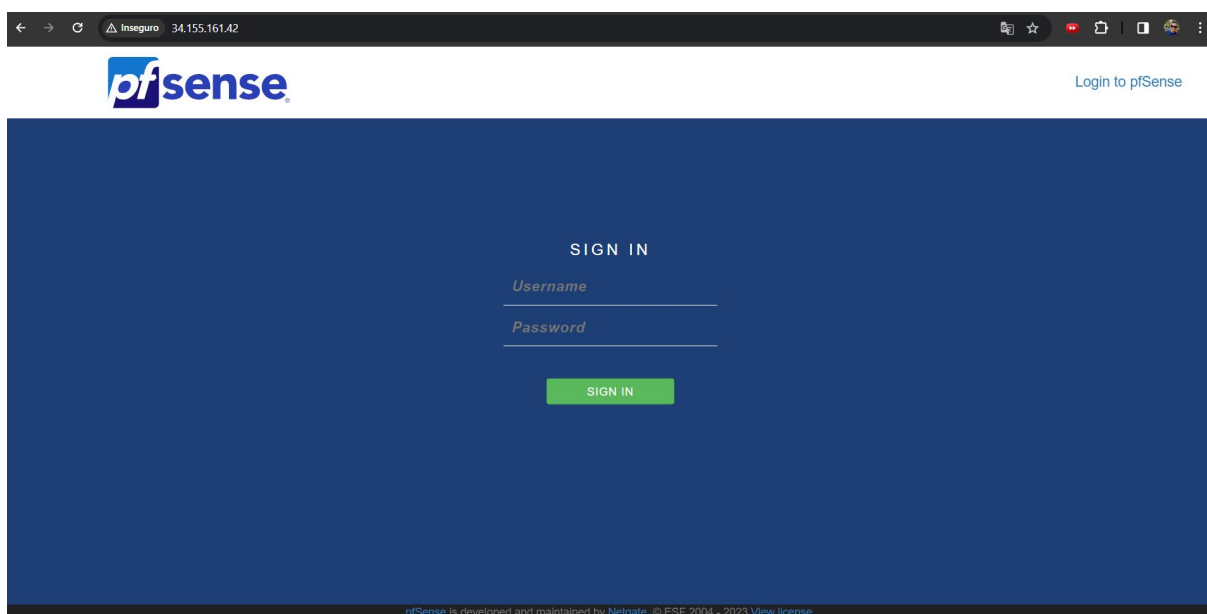 Inseguro 34.155.161.42
pfsense
Login to pfSense
SIGN IN
Username
Password
SIGN IN
pfSense is developed and maintained by Netgate. © ESF 2004 - 2023 View license.